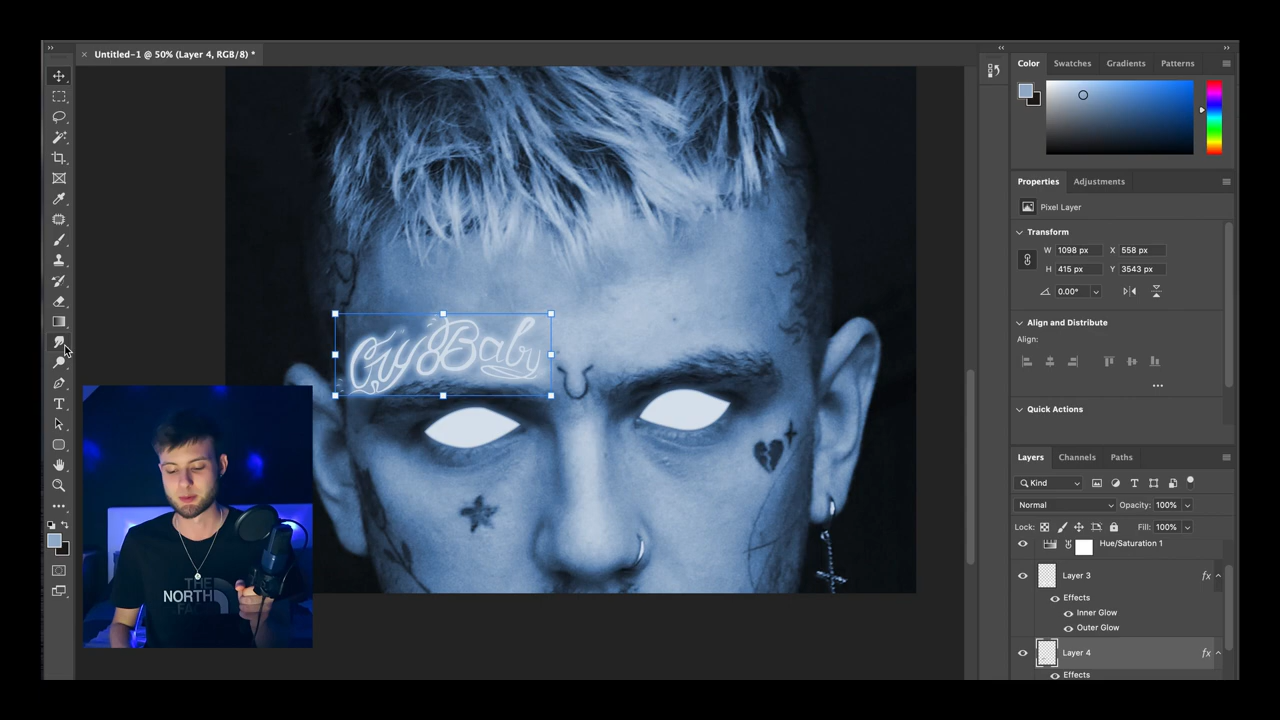 Untitled-1 @ 50% (Layer 4, RGB/8) *
Color
Swatches
Gradients
Patterns
Properties
Adjustments
Pixel Layer
Transform
W 1098 px X 558 px
H 415 px Y 3543 px
0.00°
Align and Distribute
Align:
Quick Actions
Layers
Channels
Paths
Kind
Normal
Opacity: 100%
Lock:
Fill: 100%
Hue/Saturation 1
Layer 3
fx
Effects
Inner Glow
Outer Glow
Layer 4
fx
Effects
CryBaby
THE
NORTH
FACE